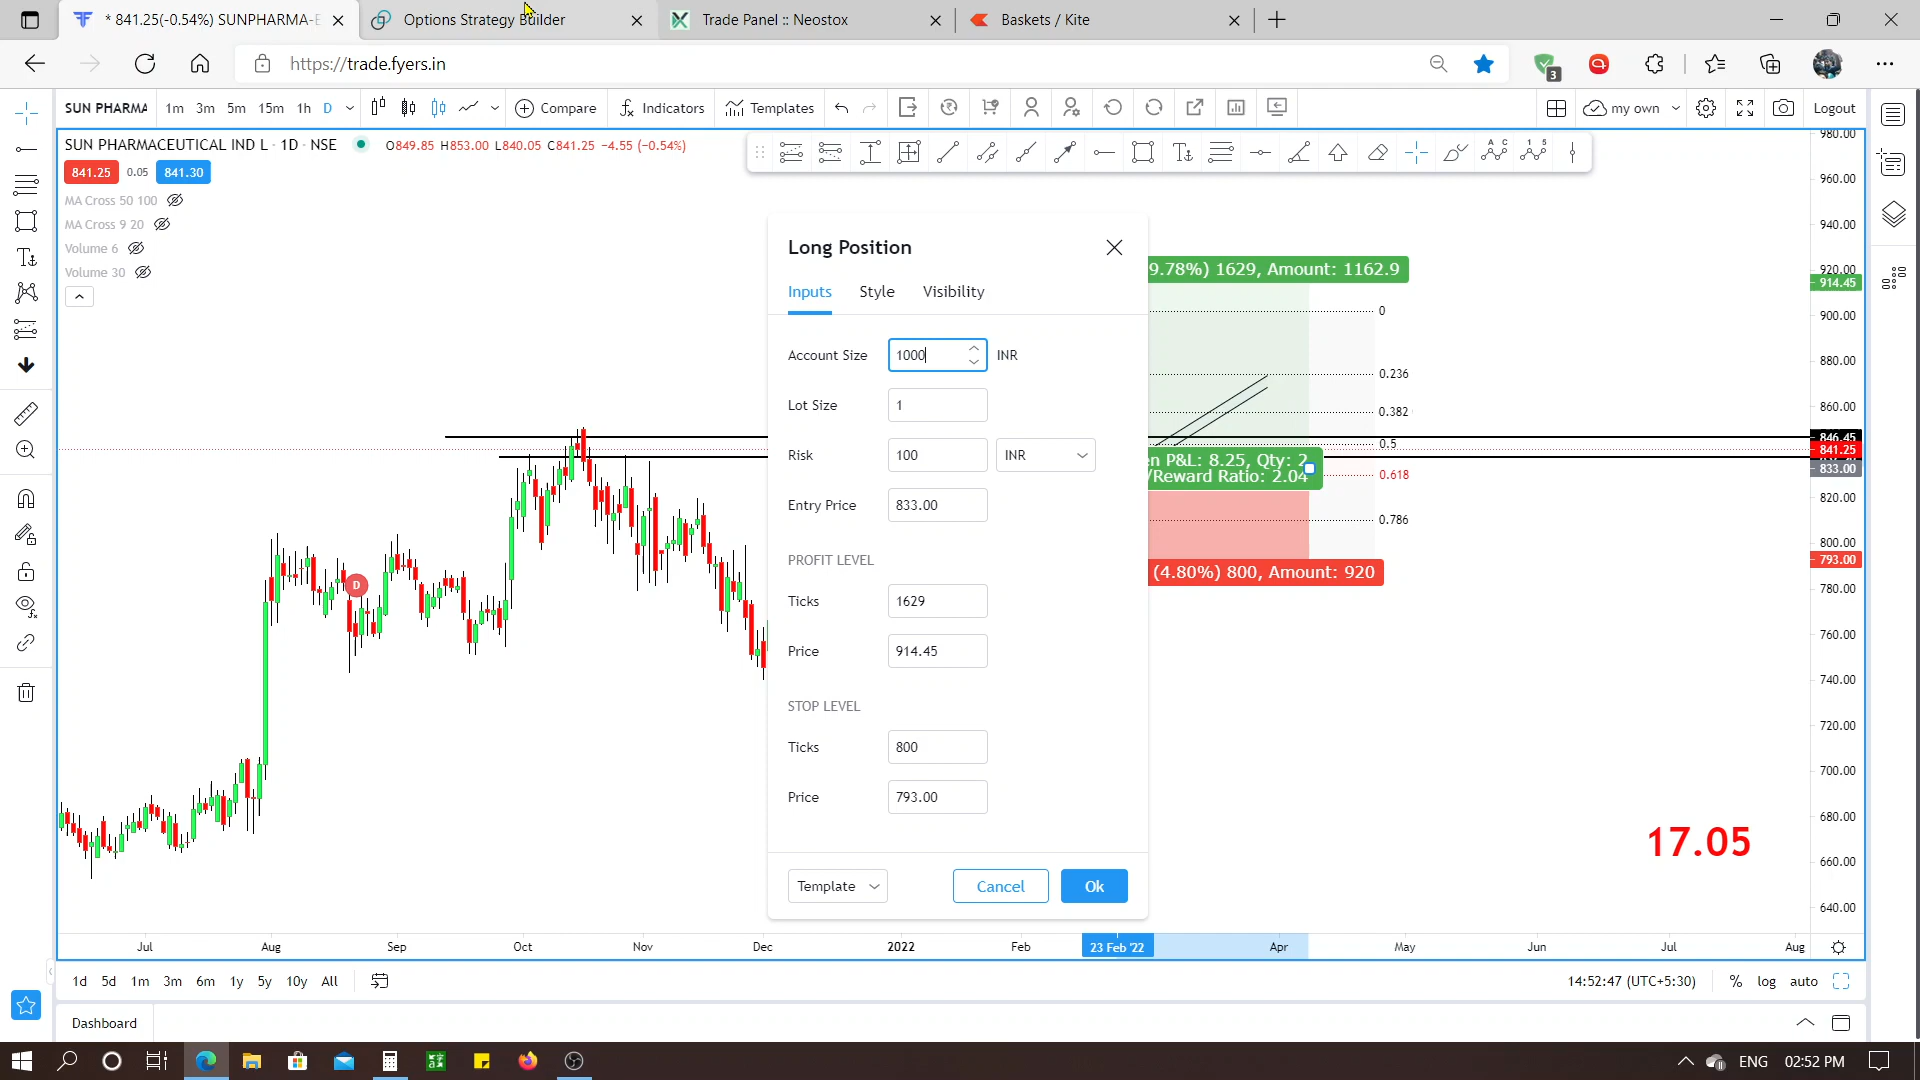 * 841.25(-0.54%) SUNPHARMA-E
Options Strategy Builder
Trade Panel :: Neostox
Baskets / Kite
https://trade.fyers.in
3
SUN PHARMA 1m 3m 5m 15m 1h D
Compare
Indicators
Templates
my own
Logout
SUN PHARMACEUTICAL IND L · 1D · NSE
O849.85 H853.00 L840.05 C841.25 −4.55 (−0.54%)
841.25 0.05 841.30
MA Cross 50 100
MA Cross 9 20
Volume 6
Volume 30
Long Position
Inputs Style Visibility
Account Size 1000 INR
Lot Size 1
Risk 100 INR
Entry Price 833.00
PROFIT LEVEL
Ticks 1629
Price 914.45
STOP LEVEL
Ticks 800
Price 793.00
Template Cancel Ok
9.78%) 1629, Amount: 1162.9
0
0.236
0.382
0.5
en P&L: 8.25, Qty: 2
/Reward Ratio: 2.04
0.618
0.786
(4.80%) 800, Amount: 920
D
980.00
960.00
940.00
920.00
914.45
900.00
880.00
860.00
846.45
841.25
833.00
820.00
800.00
793.00
780.00
760.00
740.00
720.00
700.00
680.00
660.00
640.00
17.05
Jul Aug Sep Oct Nov Dec 2022 Feb 23 Feb '22 Apr May Jun Jul Aug
1d 5d 1m 3m 6m 1y 5y 10y All
14:52:47 (UTC+5:30) % log auto
Dashboard
ENG 02:52 PM